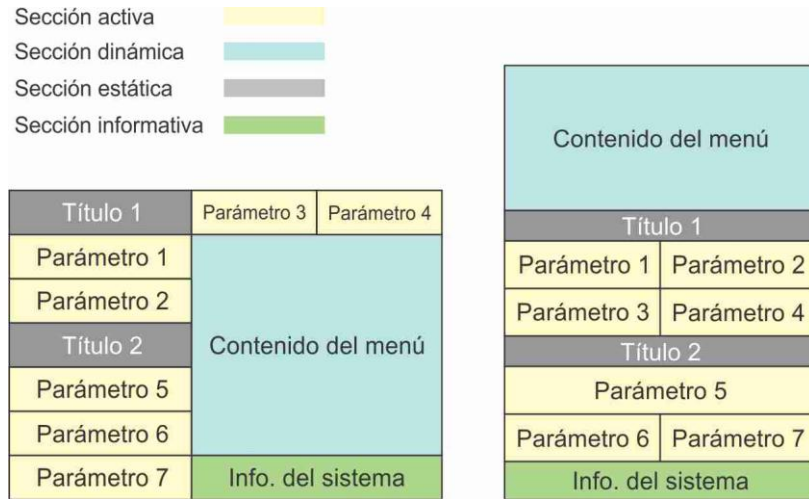 Sección activa
Sección dinámica
Sección estática
Sección informativa
Título 1
Parámetro 3
Parámetro 4
Parámetro 1
Parámetro 2
Título 2
Contenido del menú
Parámetro 5
Parámetro 6
Parámetro 7
Info. del sistema
Contenido del menú
Título 1
Parámetro 1
Parámetro 2
Parámetro 3
Parámetro 4
Título 2
Parámetro 5
Parámetro 6
Parámetro 7
Info. del sistema